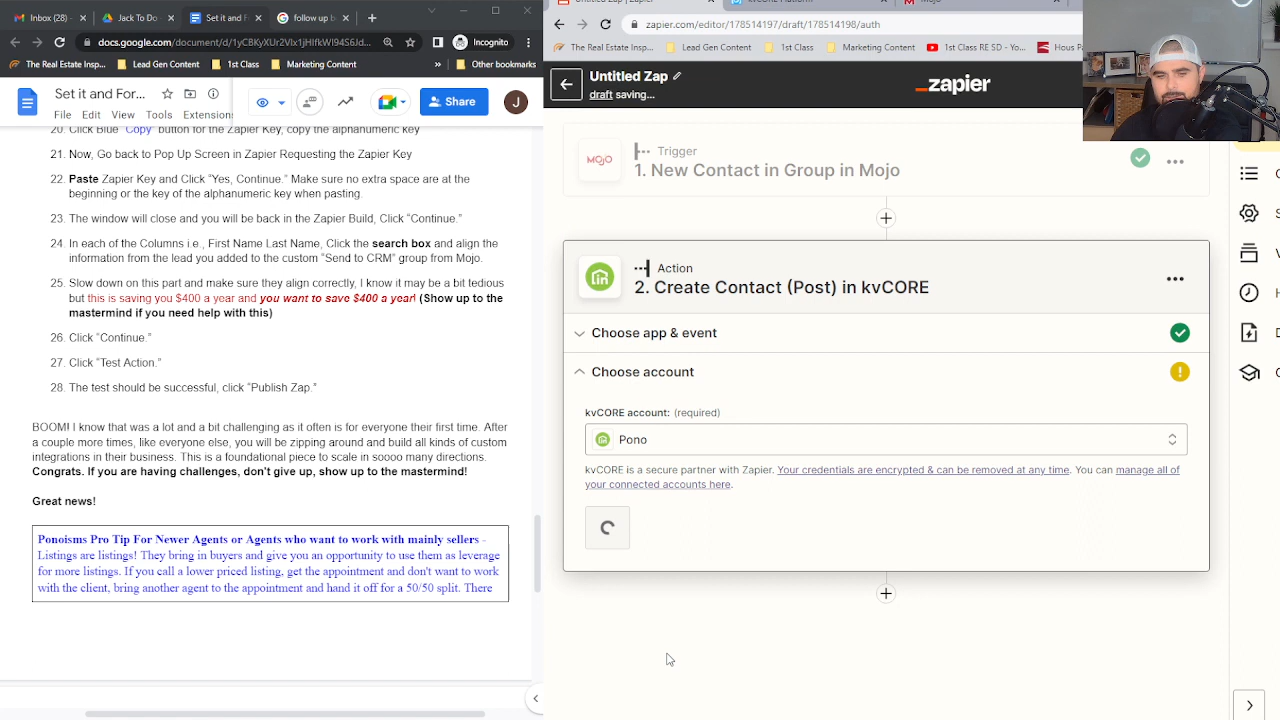 Inbox (22
Jack To Do
Set it and F
follow up b
docs.google.com/document/d/1yCBKyXUr2Vlx1jHIfkWI94S6Jd...
Incognito
The Real Estate Insp...
Lead Gen Content
1st Class
Marketing Content
»
Other bookmarks
Set it and For...
File
Edit
View
Tools
Extension
Share
J
20. Click Blue "Copy" button for the Zapier Key, copy the alphanumeric key
21. Now, Go back to Pop Up Screen in Zapier Requesting the Zapier Key
22. Paste Zapier Key and Click "Yes, Continue." Make sure no extra space are at the
beginning or the key of the alphanumeric key when pasting.
23. The window will close and you will be back in the Zapier Build, Click "Continue."
24. In each of the Columns i.e., First Name Last Name, Click the search box and align the
information from the lead you added to the custom "Send to CRM" group from Mojo.
25. Slow down on this part and make sure they align correctly, I know it may be a bit tedious
but this is saving you $400 a year and you want to save $400 a year! (Show up to the
mastermind if you need help with this)
26. Click "Continue."
27. Click "Test Action."
28. The test should be successful, click "Publish Zap."
BOOM! I know that was a lot and a bit challenging as it often is for everyone their first time. After
a couple more times, like everyone else, you will be zipping around and build all kinds of custom
integrations in their business. This is a foundational piece to scale in soooo many directions.
Congrats. If you are having challenges, don't give up, show up to the mastermind!
Great news!
Ponoisms Pro Tip For Newer Agents or Agents who want to work with mainly sellers -
Listings are listings! They bring in buyers and give you an opportunity to use them as leverage
for more listings. If you call a lower priced listing, get the appointment and don't want to work
with the client, bring another agent to the appointment and hand it off for a 50/50 split. There
zapier.com/editor/178514197/draft/178514198/auth
The Real Estate Insp...
Lead Gen Content
1st Class
Marketing Content
1st Class RE SD - Yo...
Hous Pa
Untitled Zap
draft saving...
zapier
MOJO
Trigger
1. New Contact in Group in Mojo
Action
2. Create Contact (Post) in kvCORE
Choose app & event
Choose account
kvCORE account: (required)
Pono
kvCORE is a secure partner with Zapier. Your credentials are encrypted & can be removed at any time. You can manage all of
your connected accounts here.